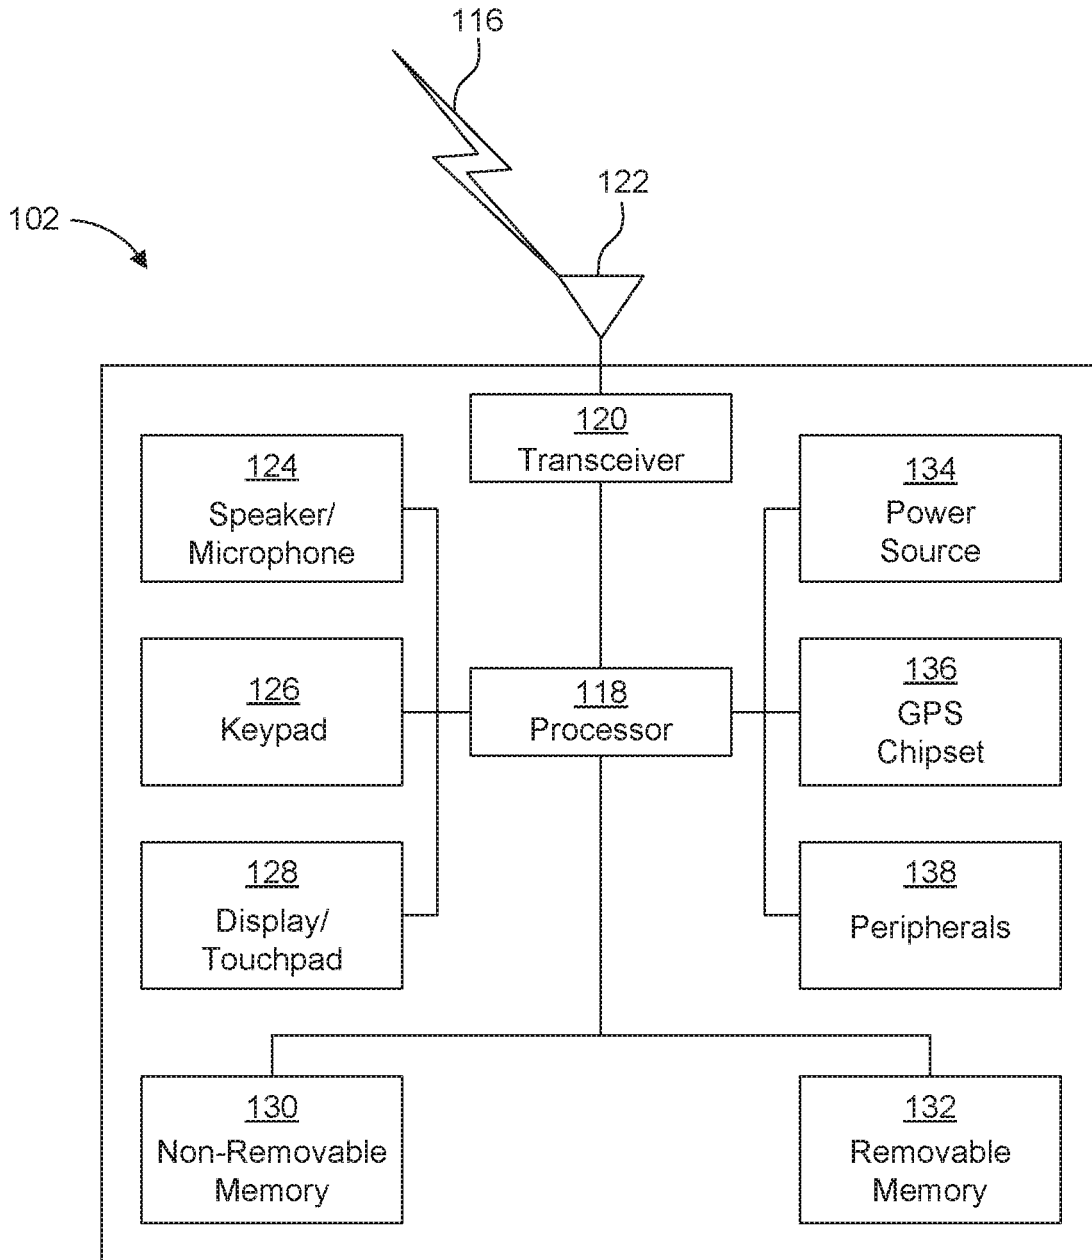 116
122
102
120
Transceiver
124
Speaker/
Microphone
134
Power
Source
126
Keypad
118
Processor
136
GPS
Chipset
128
Display/
Touchpad
138
Peripherals
130
Non-Removable
Memory
132
Removable
Memory